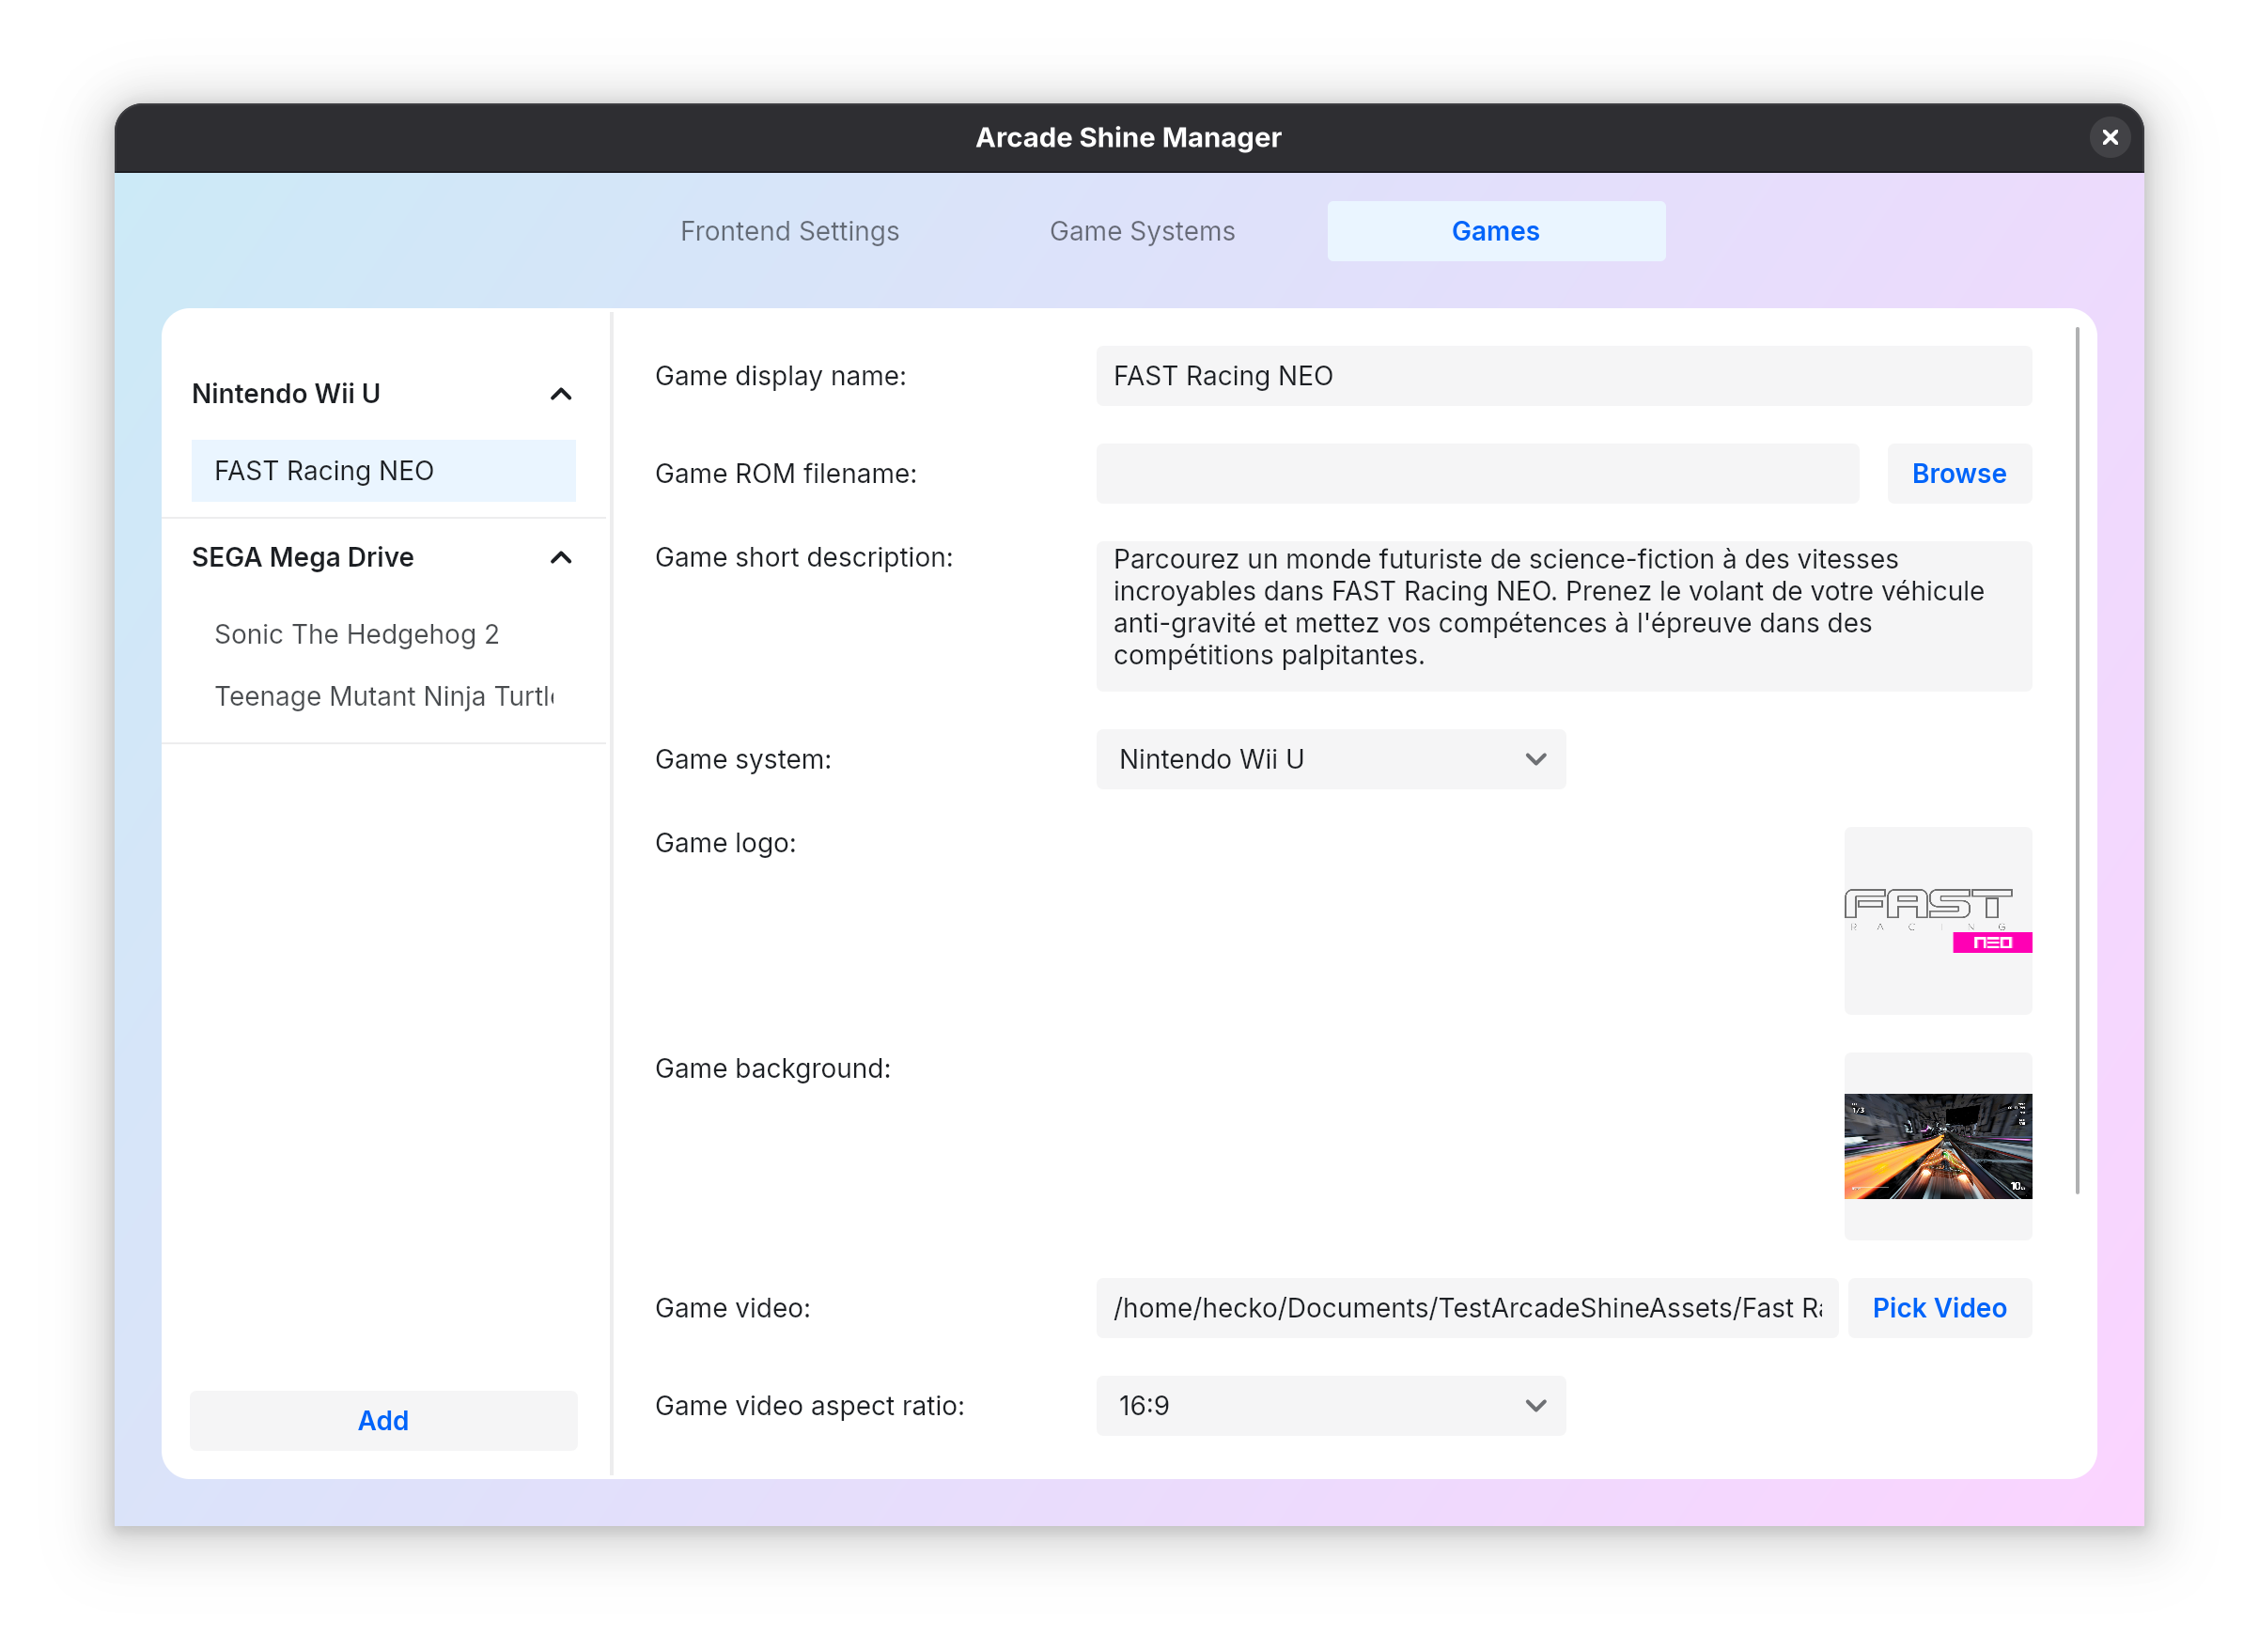 Arcade Shine Manager
Frontend Settings
Game Systems
Games
Nintendo Wii U
FAST Racing NEO
SEGA Mega Drive
Sonic The Hedgehog 2
Teenage Mutant Ninja
Add
Game display name:
FAST Racing NEO
Game ROM filename:
Browse
Game short description:
Parcourez un monde futuriste de science-fiction à des vitesses
incroyables dans FAST Racing NEO. Prenez le volant de votre véhicule
anti-gravité et mettez vos compétences à l'épreuve dans des
compétitions palpitantes.
Game system:
Nintendo Wii U
Game logo:
FAST
RACING
NEO
Game background:
1/3
10
Game video:
/home/hecko/Documents/TestArcadeShineAssets/Fast
Pick Video
Game video aspect ratio:
16:9